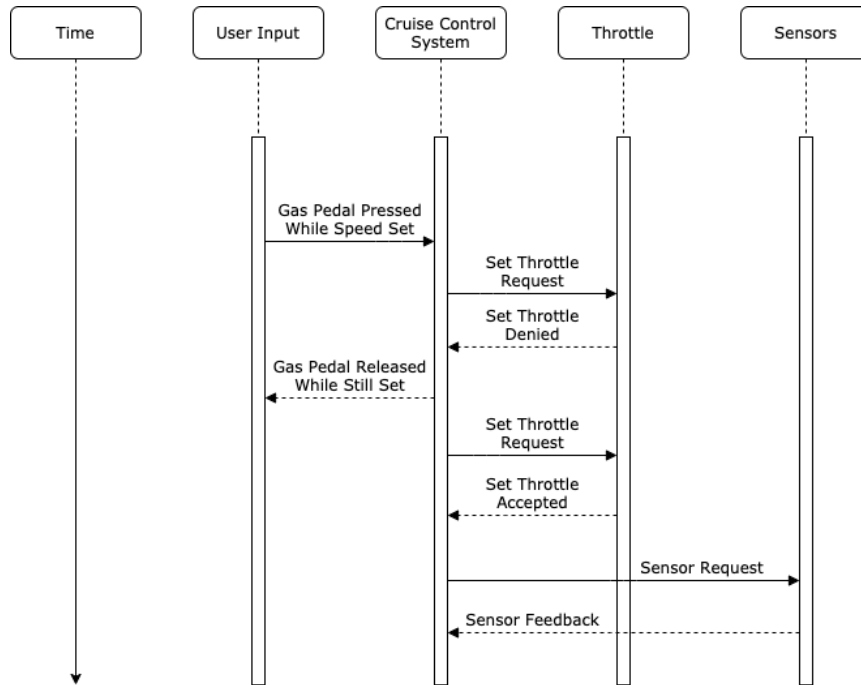 Time
User Input
Cruise Control
System
Throttle
Sensors
Gas Pedal Pressed
While Speed Set
Set Throttle
Request
Set Throttle
Denied
Gas Pedal Released
While Still Set
Set Throttle
Request
Set Throttle
Accepted
Sensor Request
Sensor Feedback